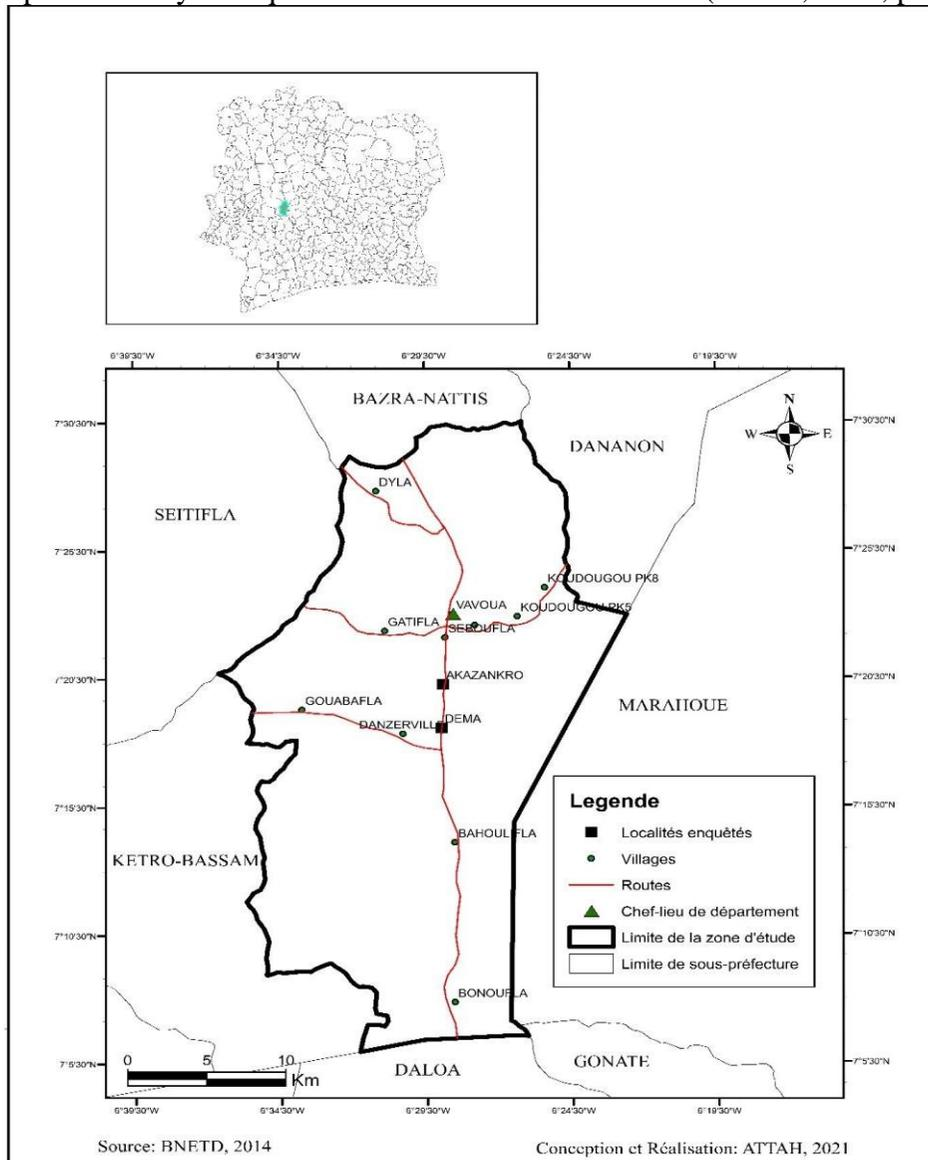 6°39'30"W 6°34'30"W 6°29'30"W 6°24'30"W 6°19'30"W
BAZRA-NATTIS
N
7°30'30"N 7°30'30"N
W E
DANANON
S
DYLA
SEITIFLA
7°25'30"N 7°25'30"N
KOUDOUGOU PK8
VAVOUA
KOUDOUGOU PK5
GATIFLA
SEBOUFLA
7°20'30"N 7°20'30"N
AKAZANKRO
GOUABAFLA
MARAHOUE
DEMA
DANZERVILLE
7°15'30"N 7°15'30"N
Legende
Localités enquêtés
BAHOULIFLA
Villages
KETRO-BASSAM
Routes
Chef-lieu de département
7°10'30"N 7°10'30"N
Limite de la zone d'étude
Limite de sous-préfecture
BONOUFLA
0 5 10
Km
7°5'30"N 7°5'30"N
DALOA
GONATE
6°39'30"W 6°34'30"W 6°29'30"W 6°24'30"W 6°19'30"W
Source: BNETD, 2014
Conception et Réalisation: ATTAH, 2021